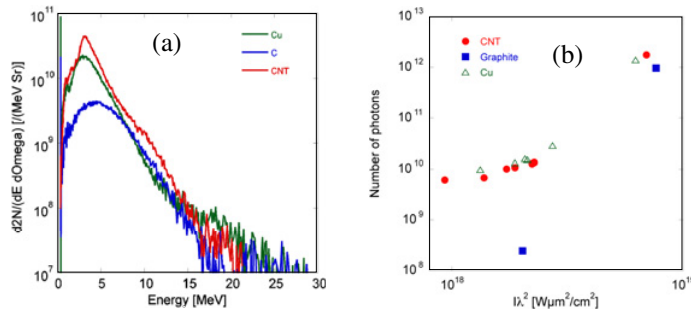 (a)
Cu
C
CNT
d2N/(dE dOmega) [/(MeV Sr)]
10^11
10^10
10^9
10^8
10^7
0 5 10 15 20 25 30
Energy [MeV]
(b)
CNT
Graphite
Cu
Number of photons
10^13
10^12
10^11
10^10
10^9
10^8
10^18 10^19
Iλ^2 [Wµm^2/cm^2]